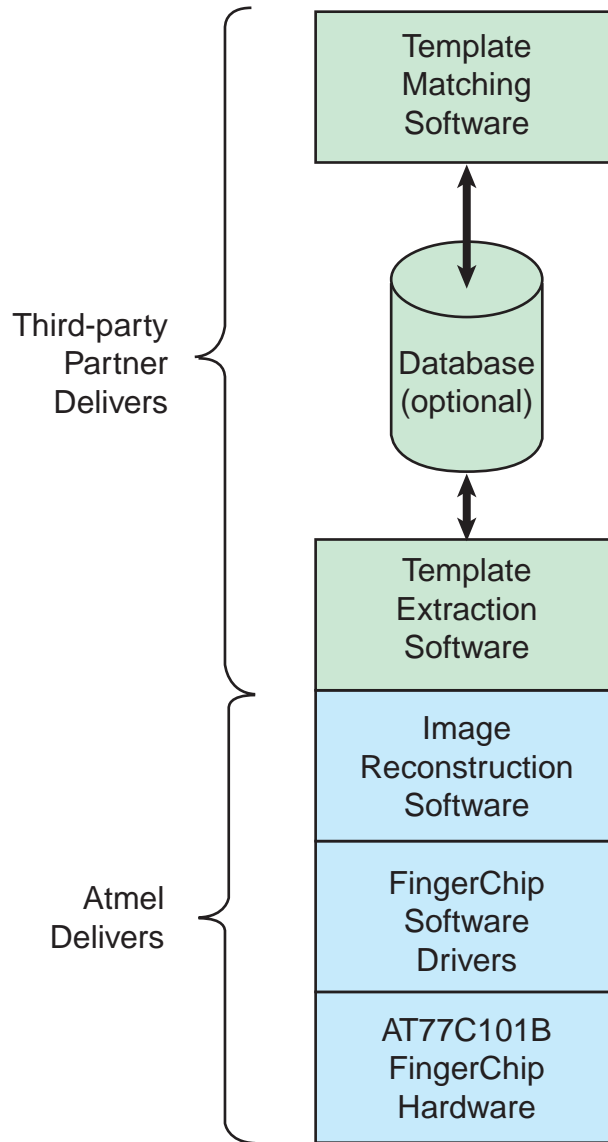 Template
Matching
Software
Third-party
Partner
Delivers
Database
(optional)
Template
Extraction
Software
Image
Reconstruction
Software
Atmel
Delivers
FingerChip
Software
Drivers
AT77C101B
FingerChip
Hardware